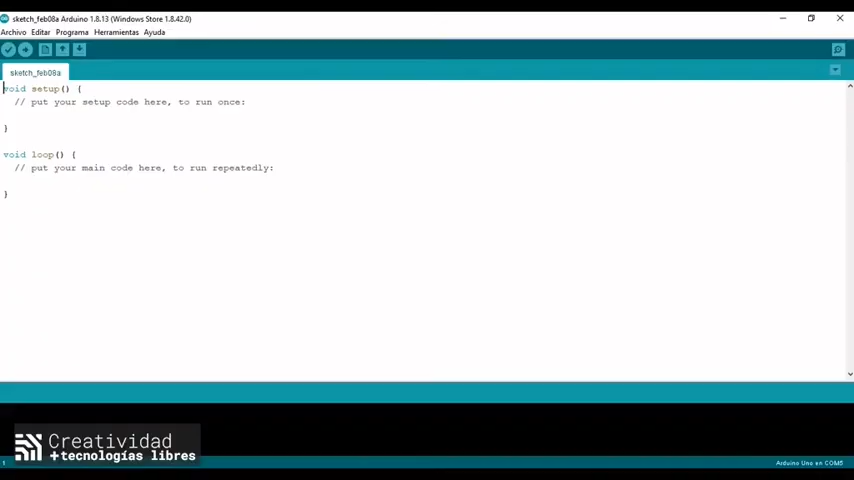 sketch_feb08a Arduino 1.8.13 (Windows Store 1.8.42.0)
Archivo Editar Programa Herramientas Ayuda
sketch_feb08a
void setup() {
// put your setup code here, to run once:
}
void loop() {
// put your main code here, to run repeatedly:
}
Creatividad
+tecnologías libres
1
Arduino Uno en COM5